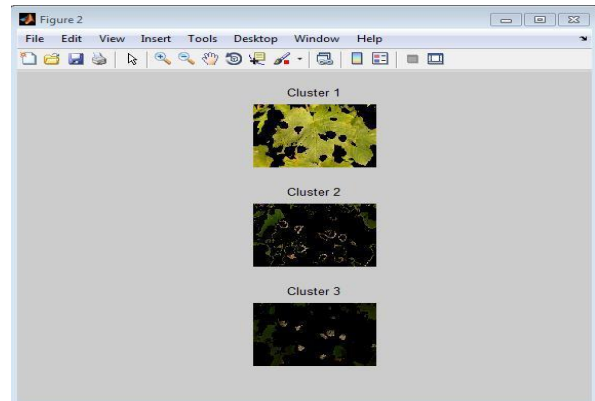 Figure 2
File Edit View Insert Tools Desktop Window Help
Cluster 1
Cluster 2
Cluster 3